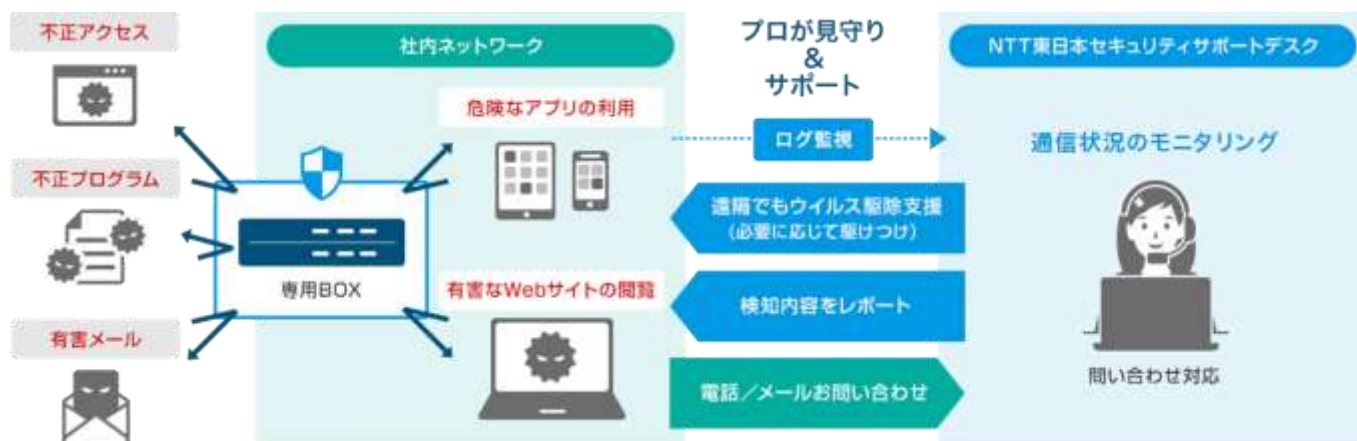 不正アクセス
不正プログラム
有害メール
社内ネットワーク
専用BOX
危険なアプリの利用
有害なWebサイトの閲覧
プロが見守り
&
サポート
ログ監視
遠隔でもウイルス駆除支援
(必要に応じて駆けつけ)
検知内容をレポート
電話/メールお問い合わせ
NTT東日本セキュリティサポートデスク
通信状況のモニタリング
問い合わせ対応